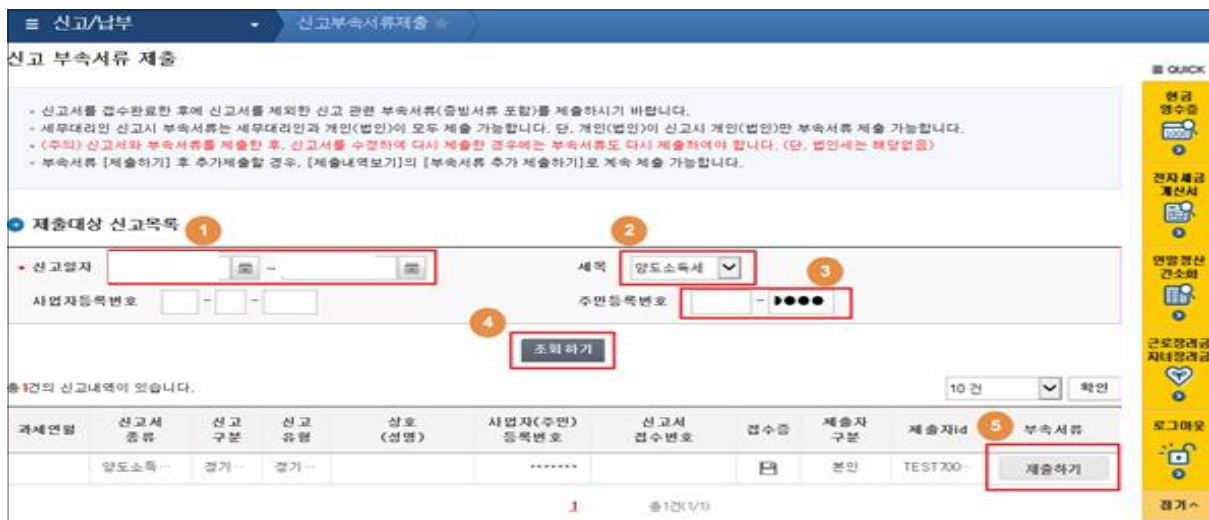 ≡ 신고/납부
신고부속서류제출 ☆
신고 부속서류 제출
- 신고서를 접수완료한 후에 신고서를 제외한 신고 관련 부속서류(증빙서류 포함)를 제출하시기 바랍니다.
- 세무대리인 신고시 부속서류는 세무대리인과 개인(법인)이 모두 제출 가능합니다. 단, 개인(법인)이 신고시 개인(법인)만 부속서류 제출 가능합니다.
- (주의) 신고서와 부속서류를 제출한 후, 신고서를 수정하여 다시 제출한 경우에는 부속서류도 다시 제출하여야 합니다. (단, 법인세는 해당없음)
- 부속서류 [제출하기] 후 추가제출할 경우, [제출내역보기]의 [부속서류 추가 제출하기]로 계속 제출 가능합니다.
제출대상 신고목록
1
2
신고일자 ~ 세목 양도소득세
3
사업자등록번호 - - 주민등록번호 - ●●●
4
조회하기
총 1건의 신고내역이 있습니다. 10 건 확인
과세연월 신고서 종류 신고 구분 신고 유형 상호 (성명) 사업자(주민) 등록번호 신고서 접수번호 접수증 제출자 구분 제출자id 5 부속서류
양도소득… 정기… 정기… ******* 본인 TEST700… 제출하기
1 총1건(1/1)
≡ QUICK
현금
영수증
전자세금
계산서
연말정산
간소화
근로장려금
자녀장려금
로그아웃
접기 ^